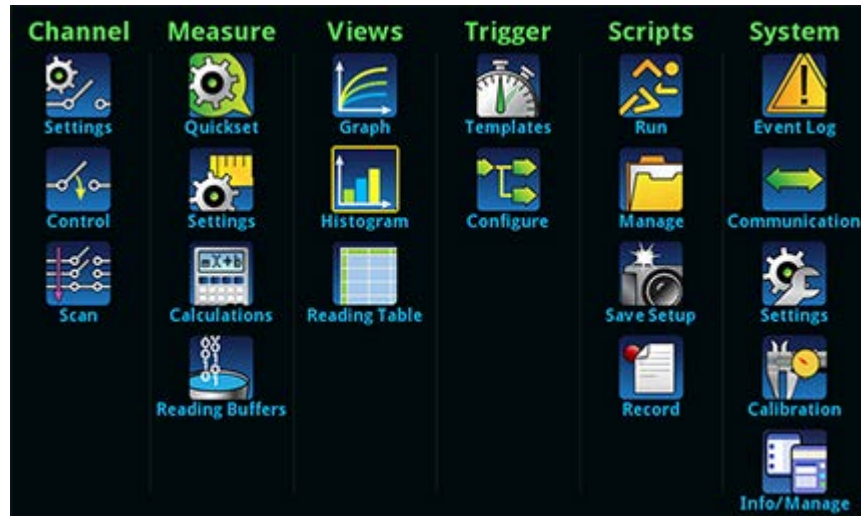 Channel Measure Views Trigger Scripts System
Settings Quickset Graph Templates Run Event Log
Control Settings Histogram Configure Manage Communication
mX+b
Scan Calculations Reading Table Save Setup Settings
Reading Buffers Record Calibration
Info/Manage